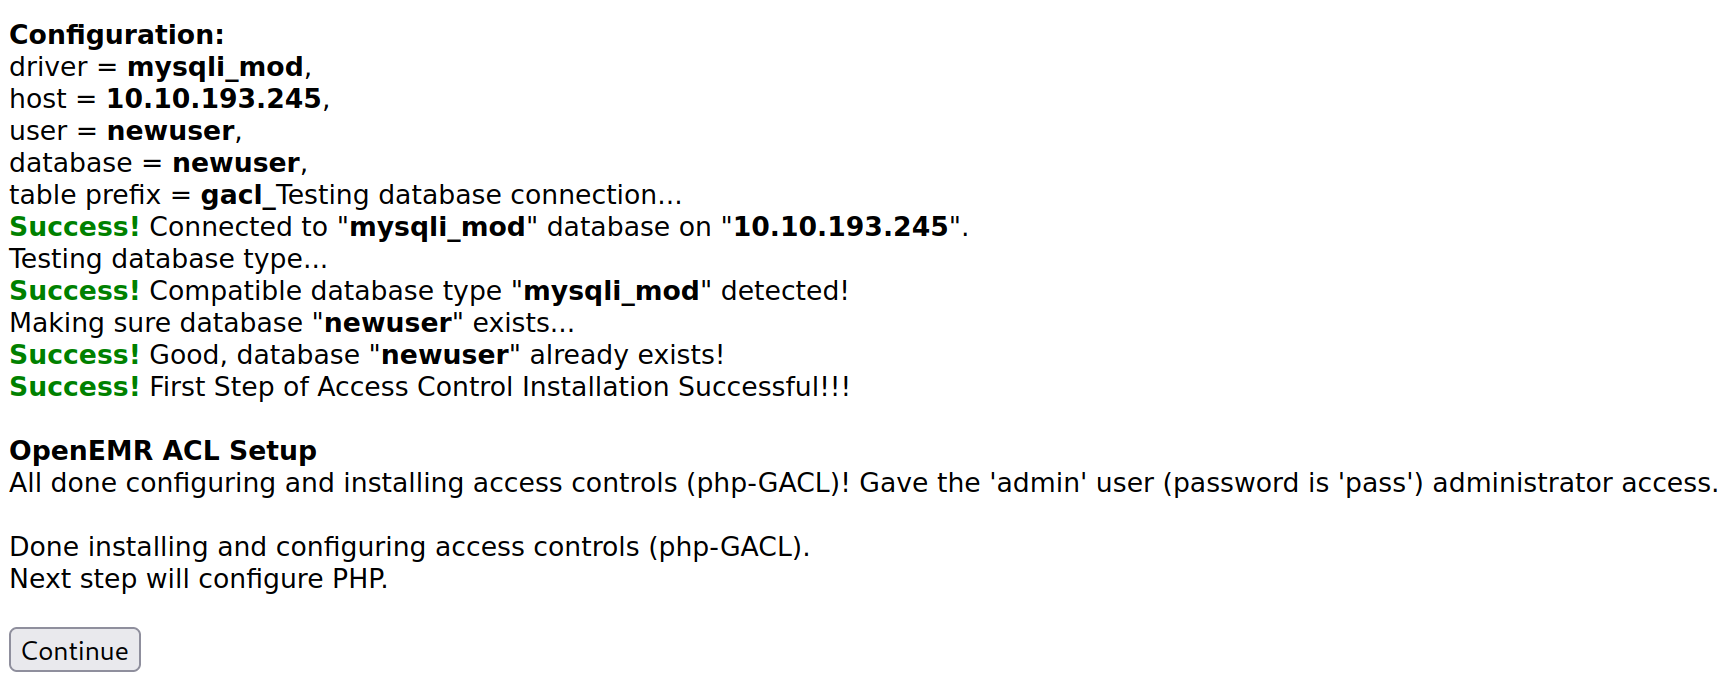 Configuration:
driver = mysqli_mod,
host = 10.10.193.245,
user = newuser,
database = newuser,
table prefix = gacl_Testing database connection...
Success! Connected to "mysqli_mod" database on "10.10.193.245".
Testing database type...
Success! Compatible database type "mysqli_mod" detected!
Making sure database "newuser" exists...
Success! Good, database "newuser" already exists!
Success! First Step of Access Control Installation Successful!!!
OpenEMR ACL Setup
All done configuring and installing access controls (php-GACL)! Gave the 'admin' user (password is 'pass') administrator access.
Done installing and configuring access controls (php-GACL).
Next step will configure PHP.
Continue